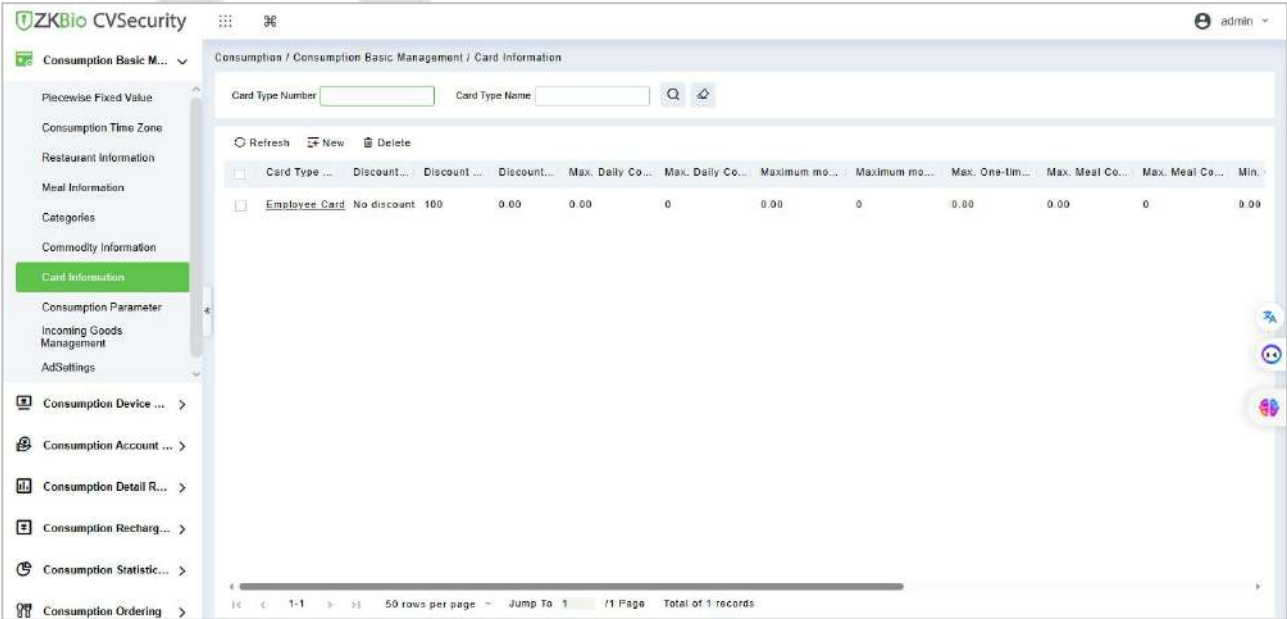 ZKBio CVSecurity
admin
Consumption Basic M...
Consumption / Consumption Basic Management / Card Information
Piecewise Fixed Value
Consumption Time Zone
Restaurant Information
Meal Information
Categories
Commodity Information
Card Information
Consumption Parameter
Incoming Goods
Management
AdSettings
Consumption Device ...
Consumption Account ...
Consumption Detail R...
Consumption Recharg...
Consumption Statistic...
Consumption Ordering
Card Type Number Card Type Name
Refresh New Delete
Card Type ... Discount... Discount ... Discount... Max. Daily Co... Max. Daily Co... Maximum mo... Maximum mo... Max. One-tim... Max. Meal Co... Max. Meal Co... Min.
Employee Card No discount 100 0.00 0.00 0 0.00 0 0.00 0.00 0 0.00
1-1 50 rows per page Jump To 1 /1 Page Total of 1 records